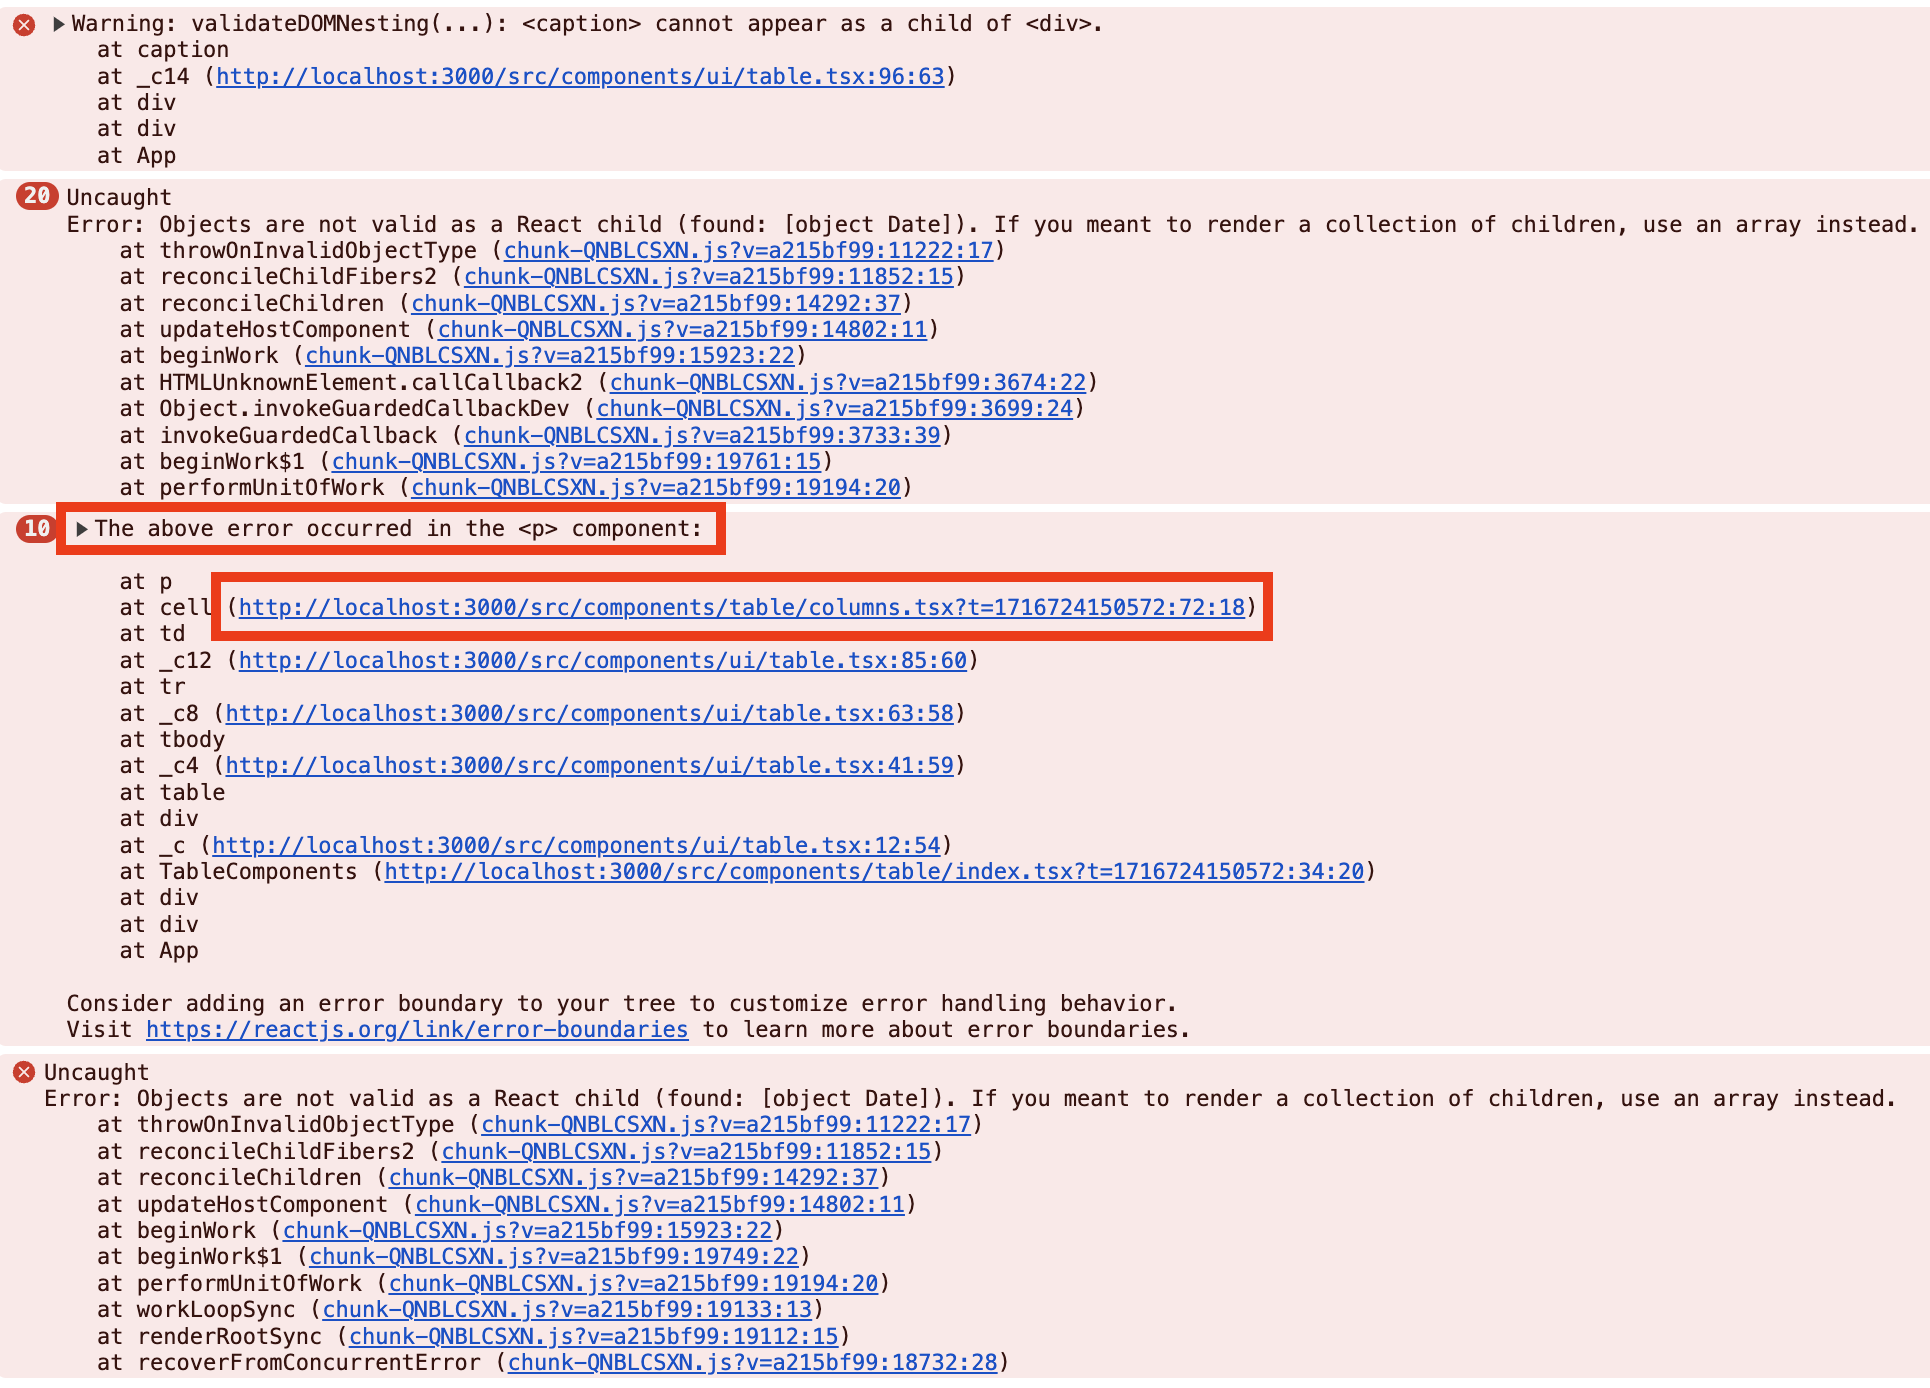 Warning: validateDOMNesting(...): <caption> cannot appear as a child of <div>.
at caption
at _c14 (http://localhost:3000/src/components/ui/table.tsx:96:63)
at div
at div
at App
20 Uncaught
Error: Objects are not valid as a React child (found: [object Date]). If you meant to render a collection of children, use an array instead.
at throwOnInvalidObjectType (chunk-QNBLCSXN.js?v=a215bf99:11222:17)
at reconcileChildFibers2 (chunk-QNBLCSXN.js?v=a215bf99:11852:15)
at reconcileChildren (chunk-QNBLCSXN.js?v=a215bf99:14292:37)
at updateHostComponent (chunk-QNBLCSXN.js?v=a215bf99:14802:11)
at beginWork (chunk-QNBLCSXN.js?v=a215bf99:15923:22)
at HTMLUnknownElement.callCallback2 (chunk-QNBLCSXN.js?v=a215bf99:3674:22)
at Object.invokeGuardedCallbackDev (chunk-QNBLCSXN.js?v=a215bf99:3699:24)
at invokeGuardedCallback (chunk-QNBLCSXN.js?v=a215bf99:3733:39)
at beginWork$1 (chunk-QNBLCSXN.js?v=a215bf99:19761:15)
at performUnitOfWork (chunk-QNBLCSXN.js?v=a215bf99:19194:20)
10 The above error occurred in the <p> component:
at p
at cell (http://localhost:3000/src/components/table/columns.tsx?t=1716724150572:72:18)
at td
at _c12 (http://localhost:3000/src/components/ui/table.tsx:85:60)
at tr
at _c8 (http://localhost:3000/src/components/ui/table.tsx:63:58)
at tbody
at _c4 (http://localhost:3000/src/components/ui/table.tsx:41:59)
at table
at div
at _c (http://localhost:3000/src/components/ui/table.tsx:12:54)
at TableComponents (http://localhost:3000/src/components/table/index.tsx?t=1716724150572:34:20)
at div
at div
at App
Consider adding an error boundary to your tree to customize error handling behavior.
Visit https://reactjs.org/link/error-boundaries to learn more about error boundaries.
Uncaught
Error: Objects are not valid as a React child (found: [object Date]). If you meant to render a collection of children, use an array instead.
at throwOnInvalidObjectType (chunk-QNBLCSXN.js?v=a215bf99:11222:17)
at reconcileChildFibers2 (chunk-QNBLCSXN.js?v=a215bf99:11852:15)
at reconcileChildren (chunk-QNBLCSXN.js?v=a215bf99:14292:37)
at updateHostComponent (chunk-QNBLCSXN.js?v=a215bf99:14802:11)
at beginWork (chunk-QNBLCSXN.js?v=a215bf99:15923:22)
at beginWork$1 (chunk-QNBLCSXN.js?v=a215bf99:19749:22)
at performUnitOfWork (chunk-QNBLCSXN.js?v=a215bf99:19194:20)
at workLoopSync (chunk-QNBLCSXN.js?v=a215bf99:19133:13)
at renderRootSync (chunk-QNBLCSXN.js?v=a215bf99:19112:15)
at recoverFromConcurrentError (chunk-QNBLCSXN.js?v=a215bf99:18732:28)